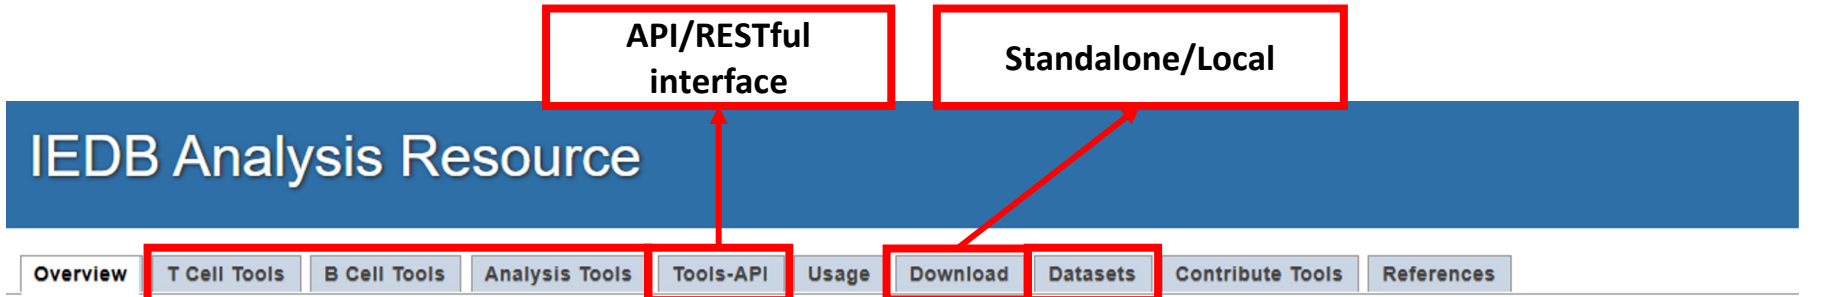 API/RESTful
interface
Standalone/Local
IEDB Analysis Resource
Overview T Cell Tools B Cell Tools Analysis Tools Tools-API Usage Download Datasets Contribute Tools References